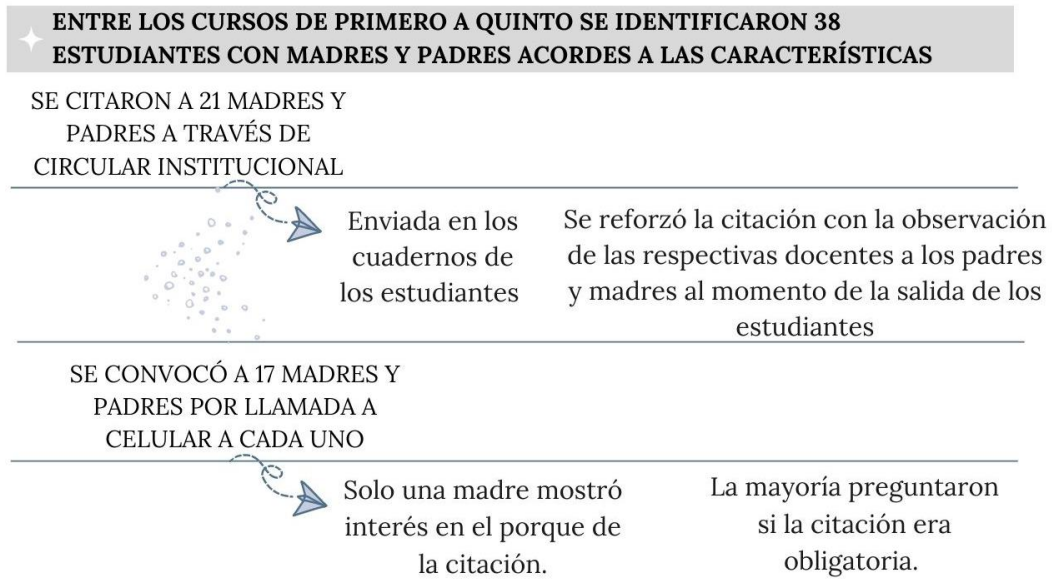 ENTRE LOS CURSOS DE PRIMERO A QUINTO SE IDENTIFICARON 38
ESTUDIANTES CON MADRES Y PADRES ACORDES A LAS CARACTERÍSTICAS
SE CITARON A 21 MADRES Y
PADRES A TRAVÉS DE
CIRCULAR INSTITUCIONAL
Enviada en los
cuadernos de
los estudiantes
Se reforzó la citación con la observación
de las respectivas docentes a los padres
y madres al momento de la salida de los
estudiantes
SE CONVOCÓ A 17 MADRES Y
PADRES POR LLAMADA A
CELULAR A CADA UNO
Solo una madre mostró
interés en el porque de
la citación.
La mayoría preguntaron
si la citación era
obligatoria.